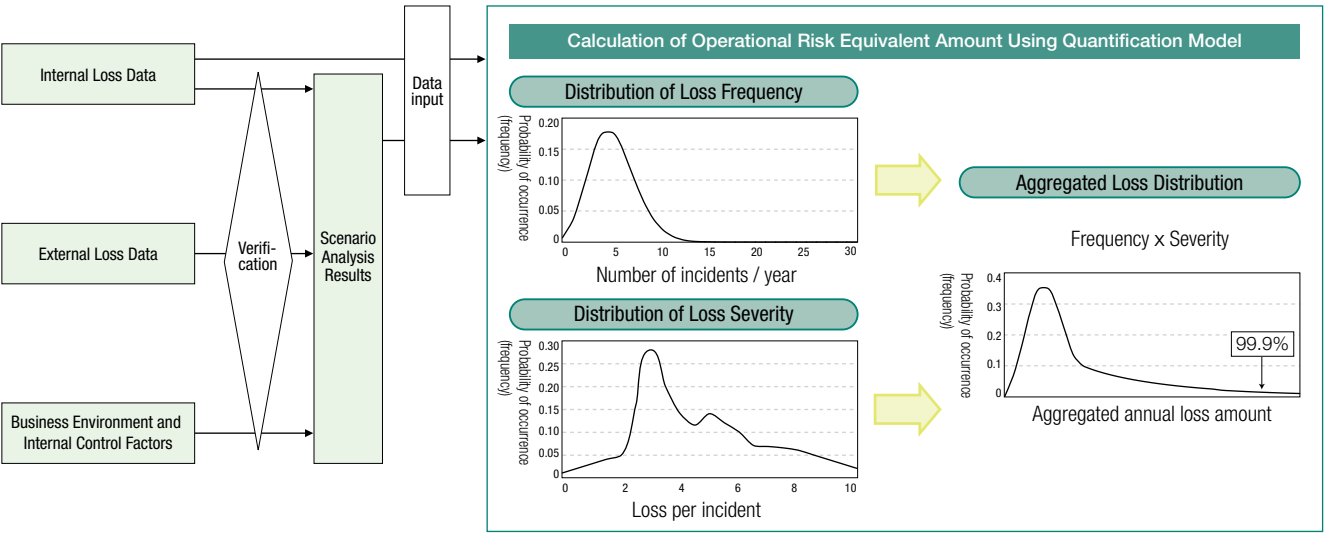 Internal Loss Data
External Loss Data
Business Environment and
Internal Control Factors
Verifi-
cation
Scenario
Analysis
Results
Data
input
Calculation of Operational Risk Equivalent Amount Using Quantification Model
Distribution of Loss Frequency
Probability of occurrence
(frequency)
0.20
0.15
0.10
0.05
0
0 5 10 15 20 25 30
Number of incidents / year
Distribution of Loss Severity
Probability of occurrence
(frequency)
0.30
0.25
0.20
0.15
0.10
0.05
0
0 2 4 6 8 10
Loss per incident
Aggregated Loss Distribution
Frequency x Severity
Probability of occurrence
(frequency)
0.4
0.3
0.2
0.1
0
99.9%
Aggregated annual loss amount